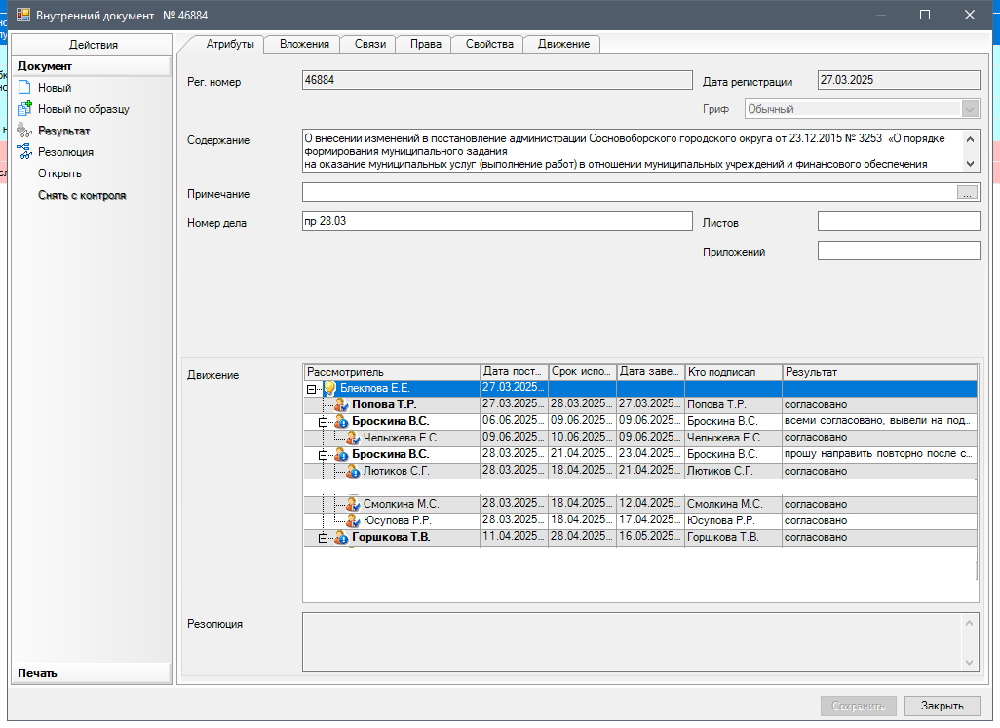 Внутренний документ № 46884
Действия
Документ
Новый
Новый по образцу
Результат
Резолюция
Открыть
Снять с контроля
Печать
Атрибуты Вложения Связи Права Свойства Движение
Рег. номер 46884 Дата регистрации 27.03.2025
Гриф Обычный
Содержание О внесении изменений в постановление администрации Сосновоборского городского округа от 23.12.2015 № 3253 «О порядке
формирования муниципального задания
на оказание муниципальных услуг (выполнение работ) в отношении муниципальных учреждений и Финансового обеспечения
Примечание ...
Номер дела пр 28.03 Листов
Приложений
Движение
Рассмотритель Дата пост... Срок испо... Дата заве... Кто подписал Результат
Блеклова Е.Е. 27.03.2025...
Попова Т.Р. 27.03.2025... 28.03.2025... 27.03.2025... Попова Т.Р. согласовано
Броскина В.С. 06.06.2025... 09.06.2025... 09.06.2025... Броскина В.С. всеми согласовано, вывели на под...
Чепыжева Е.С. 09.06.2025... 10.06.2025... 09.06.2025... Чепыжева Е.С. согласовано
Броскина В.С. 28.03.2025... 21.04.2025... 23.04.2025... Броскина В.С. прошу направить повторно после с...
Лютиков С.Г. 28.03.2025... 18.04.2025... 21.04.2025... Лютиков С.Г. согласовано
Смолкина М.С. 28.03.2025... 18.04.2025... 12.04.2025... Смолкина М.С. согласовано
Юсупова Р.Р. 28.03.2025... 18.04.2025... 17.04.2025... Юсупова Р.Р. согласовано
Горшкова Т.В. 11.04.2025... 28.04.2025... 16.05.2025... Горшкова Т.В. согласовано
Резолюция
Сохранить Закрыть